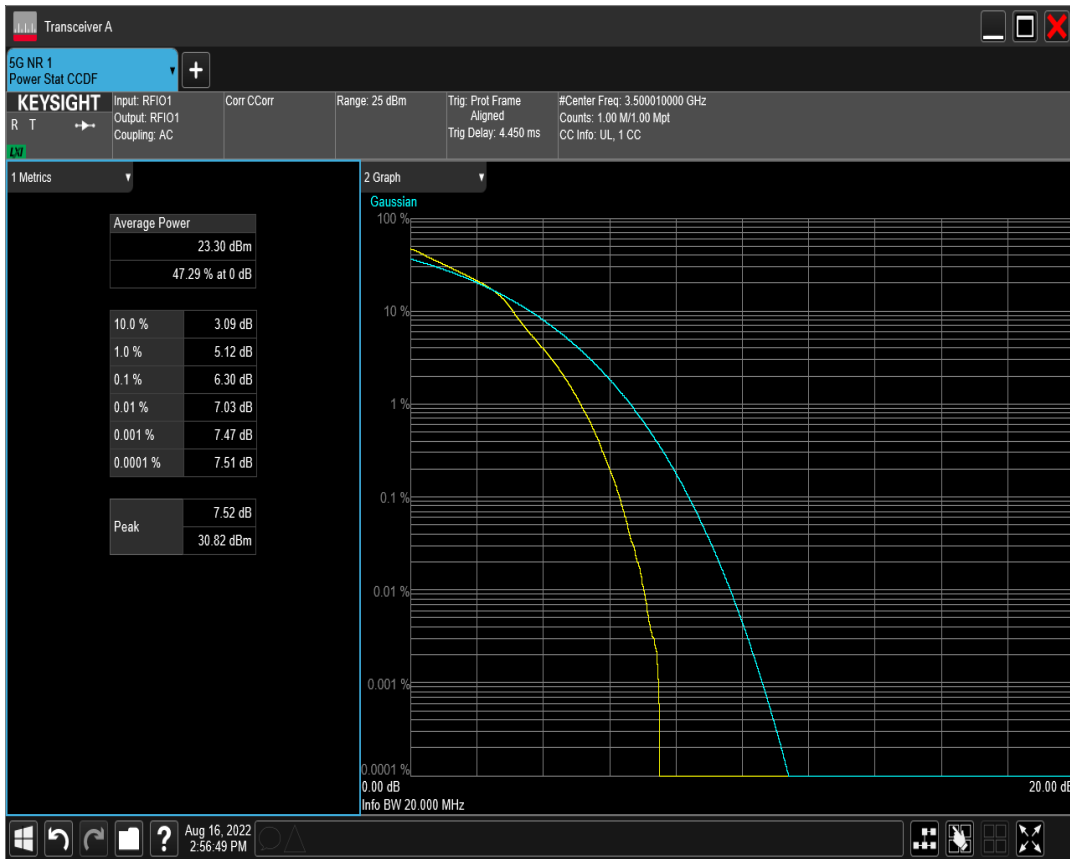 Transceiver A
5G NR 1
Power Stat CCDF
KEYSIGHT
R T
LXI
Input: RFIO1
Output: RFIO1
Coupling: AC
Corr CCorr
Range: 25 dBm
Trig: Prot Frame
Aligned
Trig Delay: 4.450 ms
#Center Freq: 3.500010000 GHz
Counts: 1.00 M/1.00 Mpt
CC Info: UL, 1 CC
1 Metrics
Average Power
23.30 dBm
47.29 % at 0 dB
10.0 % 3.09 dB
1.0 % 5.12 dB
0.1 % 6.30 dB
0.01 % 7.03 dB
0.001 % 7.47 dB
0.0001 % 7.51 dB
Peak
7.52 dB
30.82 dBm
2 Graph
Gaussian
100 %
10 %
1 %
0.1 %
0.01 %
0.001 %
0.0001 %
0.00 dB 20.00 dB
Info BW 20.000 MHz
? Aug 16, 2022
2:56:49 PM